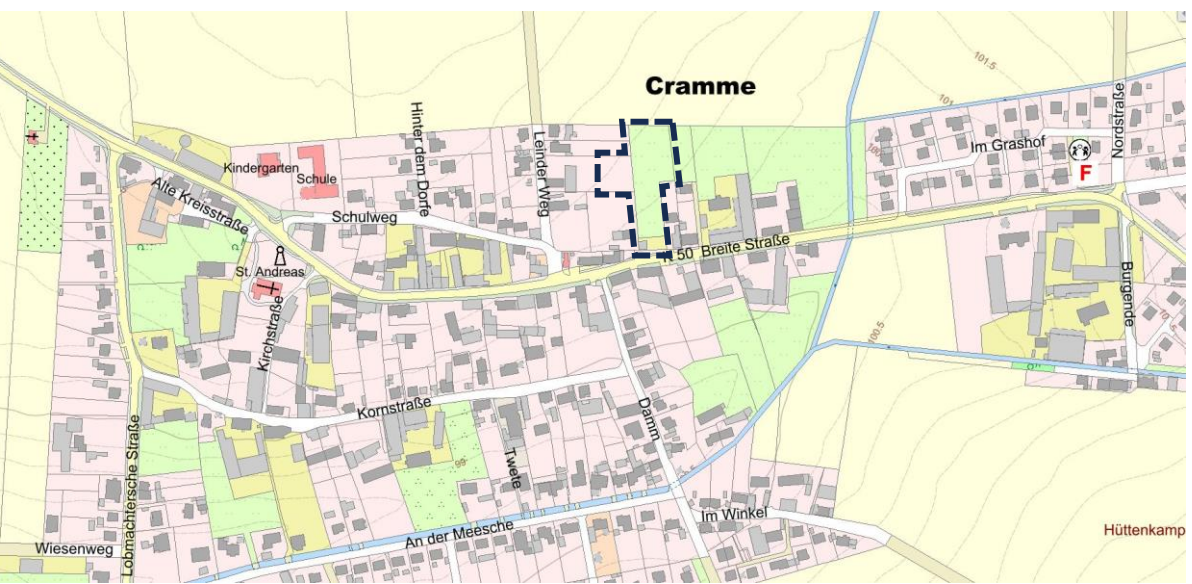 Cramme
101.5
101
Im Grashof
Nordstraße
F
Hinter dem Dorfe
Leinder Weg
Kindergarten
Schule
Alte Kreisstraße
Schulweg
St. Andreas
Kirchstraße
K 50 Breite Straße
Burgende
100.5
Kornstraße
Damm
Twete
99
Lobmachtersche Straße
Im Winkel
An der Meesche
Wiesenweg
Hüttenkamp